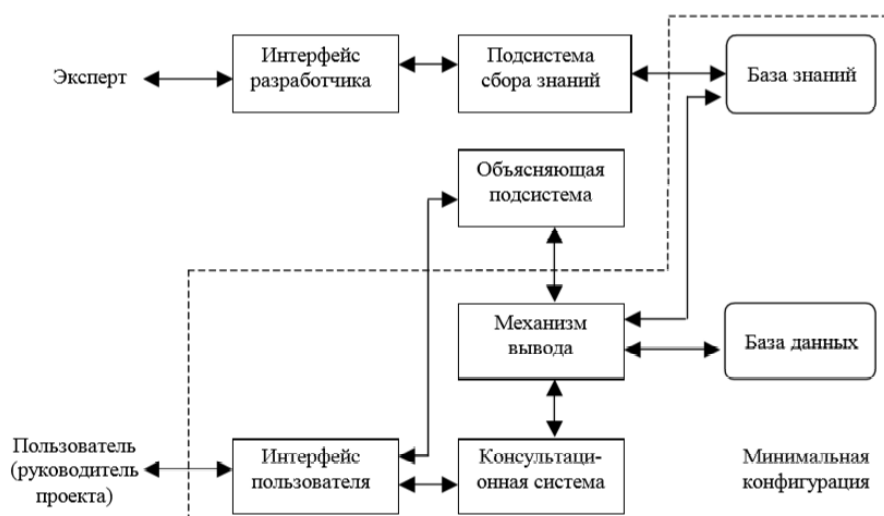 Эксперт
Интерфейс
разработчика
Подсистема
сбора знаний
База знаний
Объясняющая
подсистема
Механизм
вывода
База данных
Пользователь
(руководитель
проекта)
Интерфейс
пользователя
Консультаци-
онная система
Минимальная
конфигурация